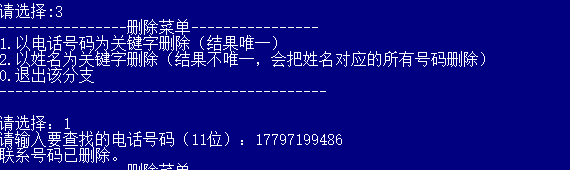 请选择:3
----------------删除菜单----------------
1.以电话号码为关键字删除（结果唯一）
2.以姓名为关键字删除（结果不唯一，会把姓名对应的所有号码删除）
0.退出该分支
-----------------------------------------
请选择：1
请输入要查找的电话号码（11位）：17797199486
联系号码已删除。
----------------删除菜单----------------